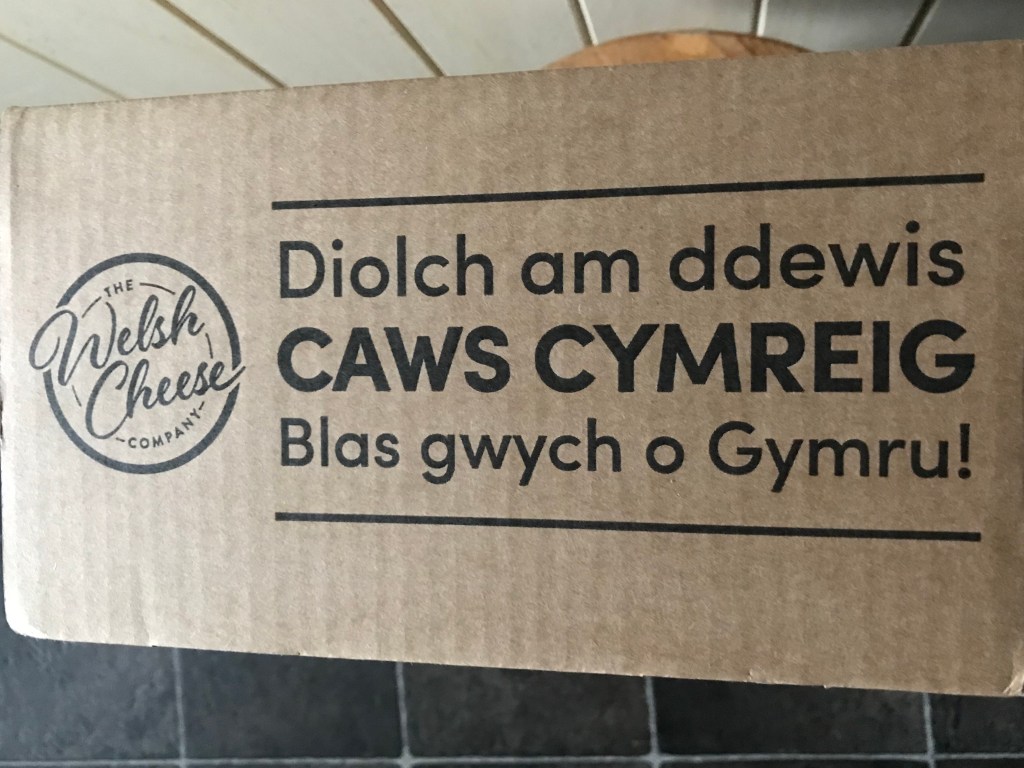 THE
Welsh
Cheese
COMPANY
Diolch am ddewis
CAWS CYMREIG
Blas gwych o Gymru!